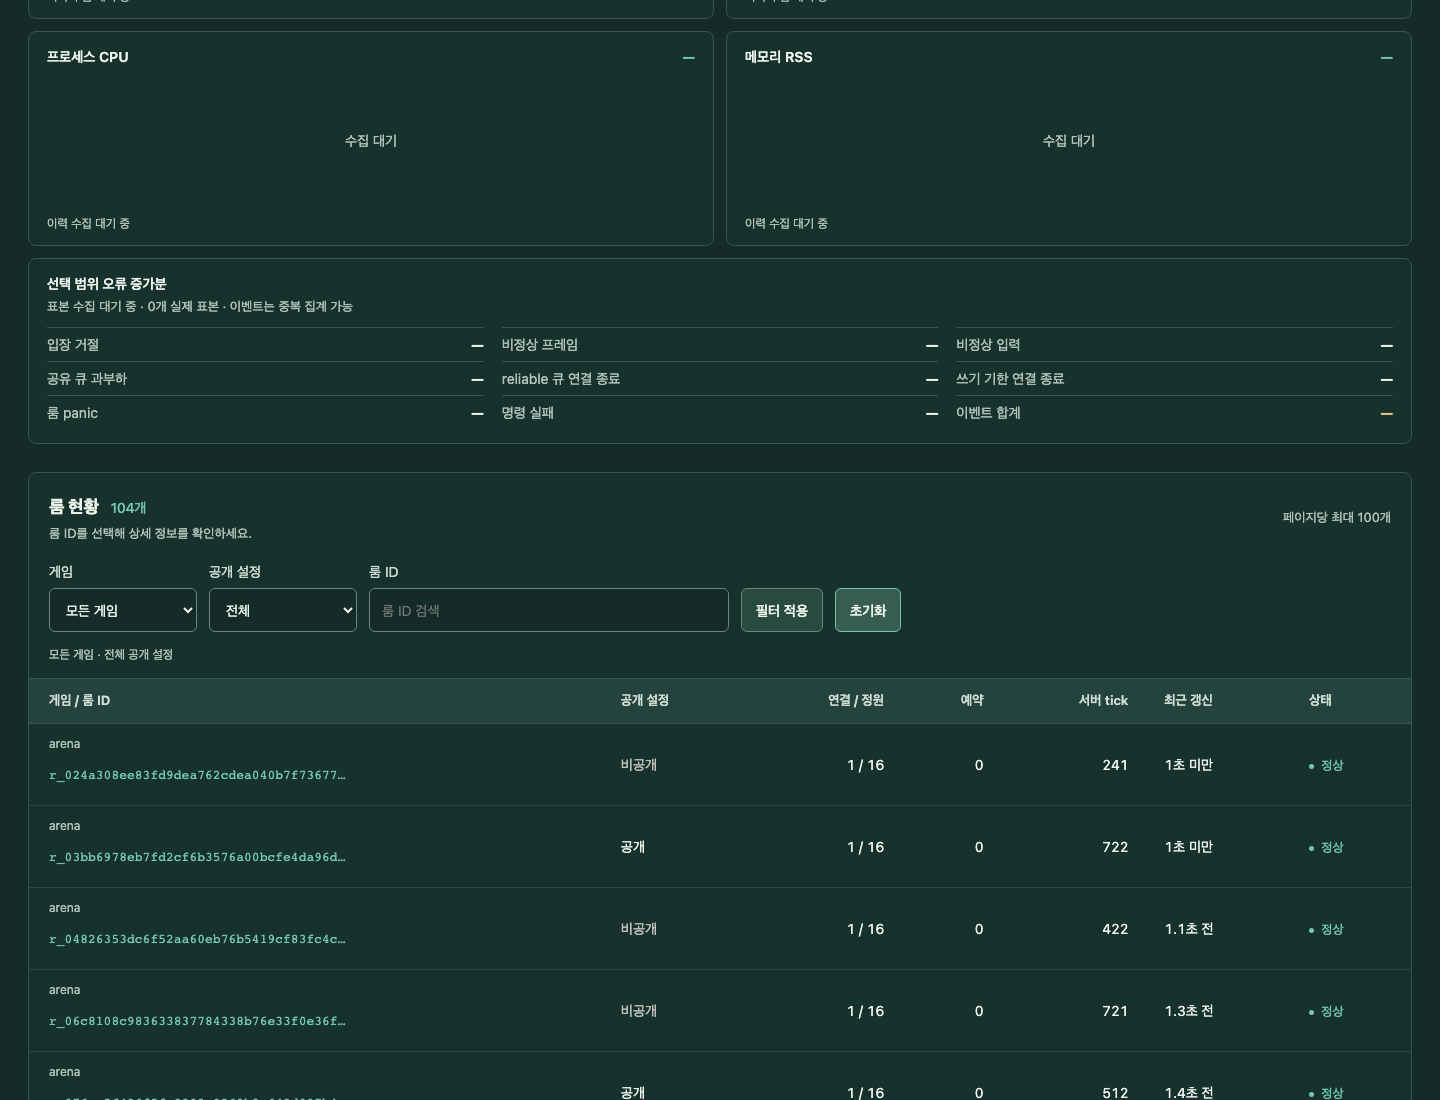 프로세스 CPU —
수집 대기
이력 수집 대기 중
메모리 RSS —
수집 대기
이력 수집 대기 중
선택 범위 오류 증가분
표본 수집 대기 중 · 0개 실제 표본 · 이벤트는 중복 집계 가능
입장 거절 — 비정상 프레임 — 비정상 입력 —
공유 큐 과부하 — reliable 큐 연결 종료 — 쓰기 기한 연결 종료 —
룸 panic — 명령 실패 — 이벤트 합계 —
룸 현황 104개
룸 ID를 선택해 상세 정보를 확인하세요.
페이지당 최대 100개
게임 공개 설정 룸 ID
모든 게임 전체 룸 ID 검색 필터 적용 초기화
모든 게임 · 전체 공개 설정
게임 / 룸 ID 공개 설정 연결 / 정원 예약 서버 tick 최근 갱신 상태
arena
r_024a308ee83fd9dea762cdea040b7f73677… 비공개 1 / 16 0 241 1초 미만 정상
arena
r_03bb6978eb7fd2cf6b3576a00bcfe4da96d… 공개 1 / 16 0 722 1초 미만 정상
arena
r_04826353dc6f52aa60eb76b5419cf83fc4c… 비공개 1 / 16 0 422 1.1초 전 정상
arena
r_06c8108c983633837784338b76e33f0e36f… 비공개 1 / 16 0 721 1.3초 전 정상
arena
공개 1 / 16 0 512 1.4초 전 정상